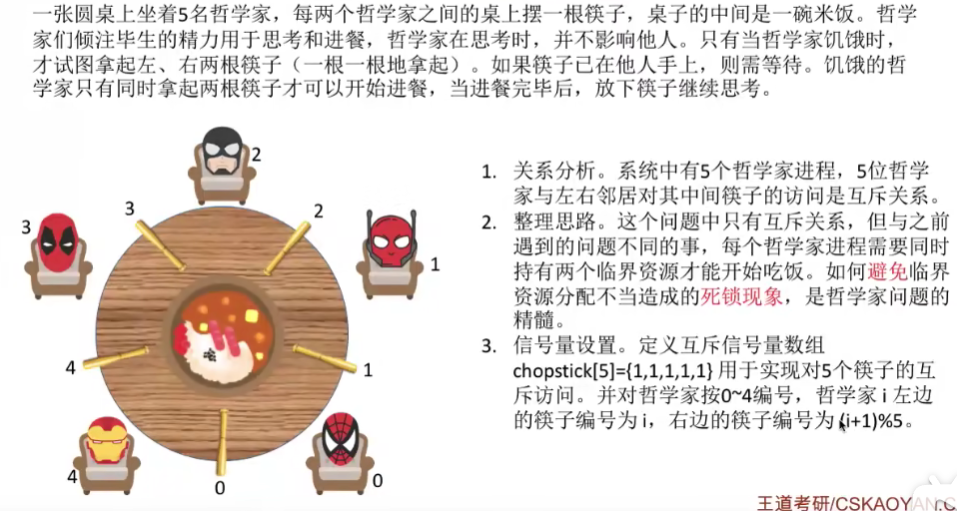 一张圆桌上坐着5名哲学家，每两个哲学家之间的桌上摆一根筷子，桌子的中间是一碗米饭。哲学
家们倾注毕生的精力用于思考和进餐，哲学家在思考时，并不影响他人。只有当哲学家饥饿时，
才试图拿起左、右两根筷子（一根一根地拿起）。如果筷子已在他人手上，则需等待。饥饿的哲
学家只有同时拿起两根筷子才可以开始进餐，当进餐完毕后，放下筷子继续思考。
2
3
3
2
1
4
1
4
0
0
1. 关系分析。系统中有5个哲学家进程，5位哲学
家与左右邻居对其中间筷子的访问是互斥关系。
2. 整理思路。这个问题中只有互斥关系，但与之前
遇到的问题不同的事，每个哲学家进程需要同时
持有两个临界资源才能开始吃饭。如何避免临界
资源分配不当造成的死锁现象，是哲学家问题的
精髓。
3. 信号量设置。定义互斥信号量数组
chopstick[5]={1,1,1,1,1} 用于实现对5个筷子的互
斥访问。并对哲学家按0~4编号，哲学家 i 左边
的筷子编号为 i，右边的筷子编号为 (i+1)%5。
王道考研/CSKAOYAN.C